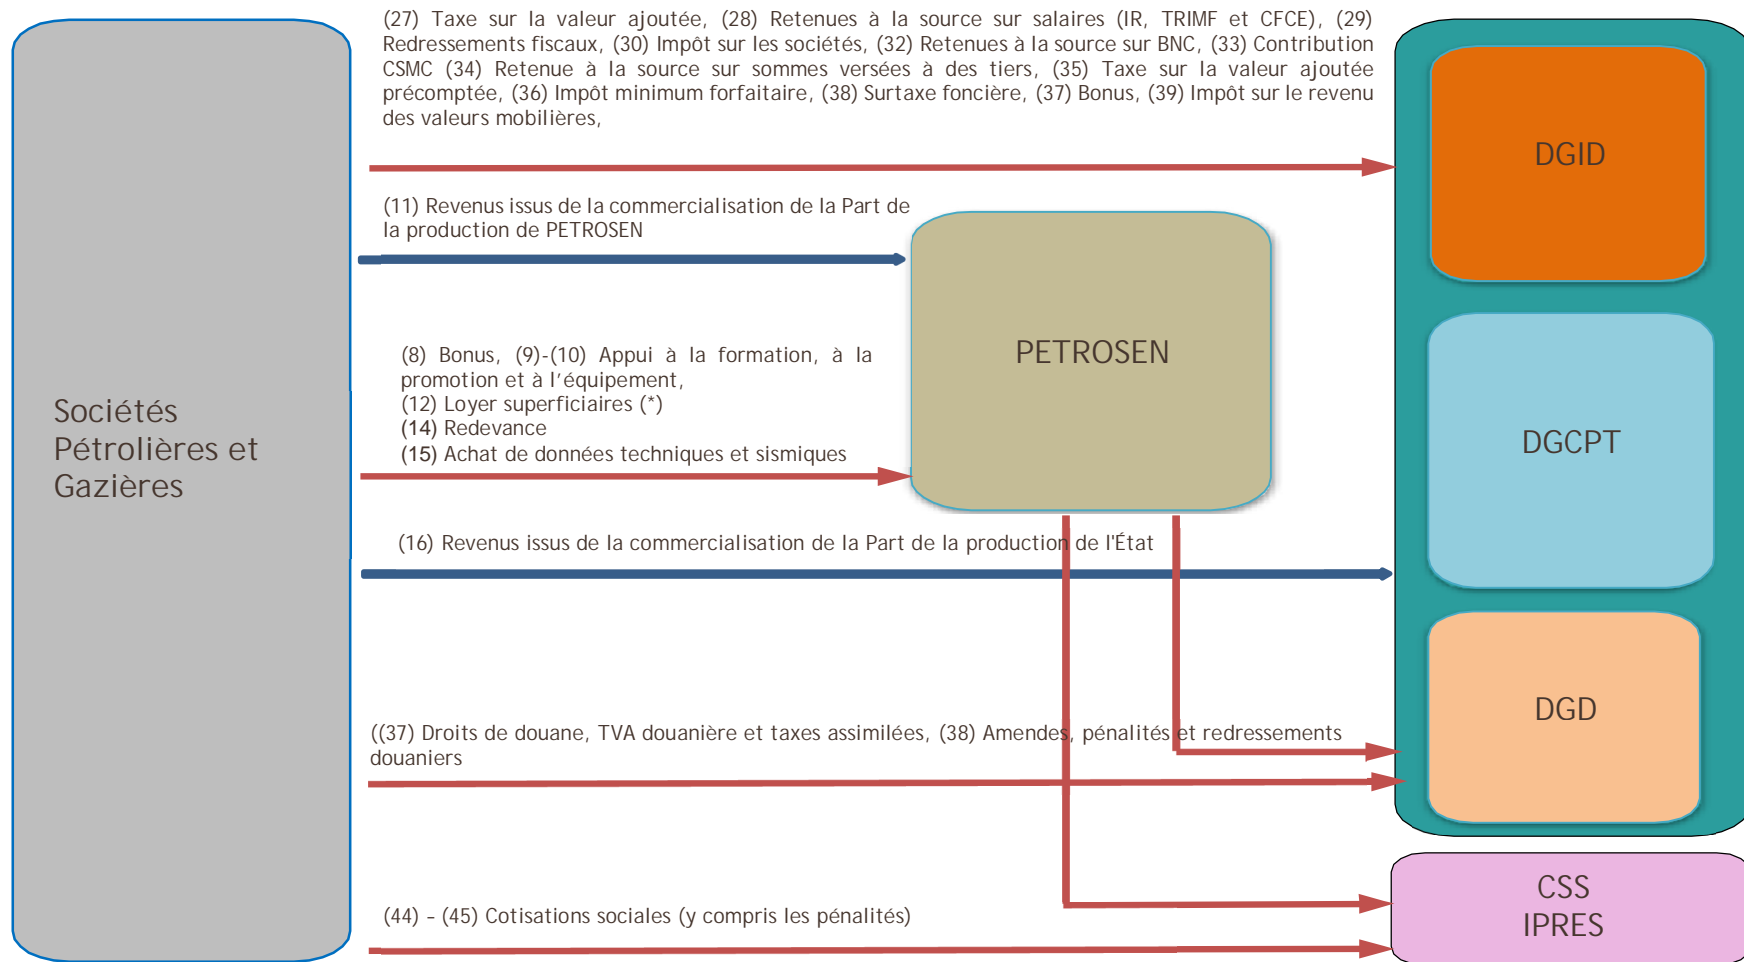 (27) Taxe sur la valeur ajoutée, (28) Retenues à la source sur salaires (IR, TRIMF et CFCE), (29)
Redressements fiscaux, (30) Impôt sur les sociétés, (32) Retenues à la source sur BNC, (33) Contribution
CSMC (34) Retenue à la source sur sommes versées à des tiers, (35) Taxe sur la valeur ajoutée
précomptée, (36) Impôt minimum forfaitaire, (38) Surtaxe foncière, (37) Bonus, (39) Impôt sur le revenu
des valeurs mobilières,
DGID
(11) Revenus issus de la commercialisation de la Part de
la production de PETROSEN
PETROSEN
(8) Bonus, (9)-(10) Appui à la formation, à la
promotion et à l'équipement,
(12) Loyer superficiaires (*)
(14) Redevance
(15) Achat de données techniques et sismiques
Sociétés
Pétrolières et
Gazières
DGCPT
(16) Revenus issus de la commercialisation de la Part de la production de l'État
DGD
((37) Droits de douane, TVA douanière et taxes assimilées, (38) Amendes, pénalités et redressements
douaniers
CSS
IPRES
(44) – (45) Cotisations sociales (y compris les pénalités)